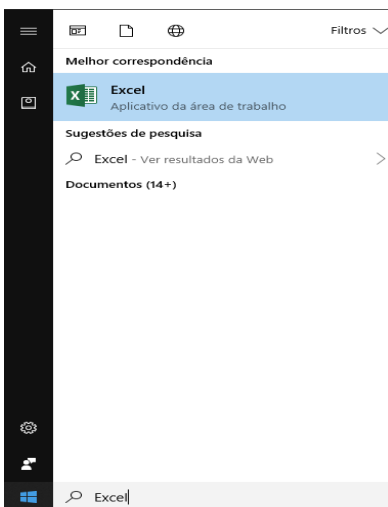 Filtros
Melhor correspondência
Excel
Aplicativo da área de trabalho
Sugestões de pesquisa
Excel - Ver resultados da Web
Documentos (14+)
Excel